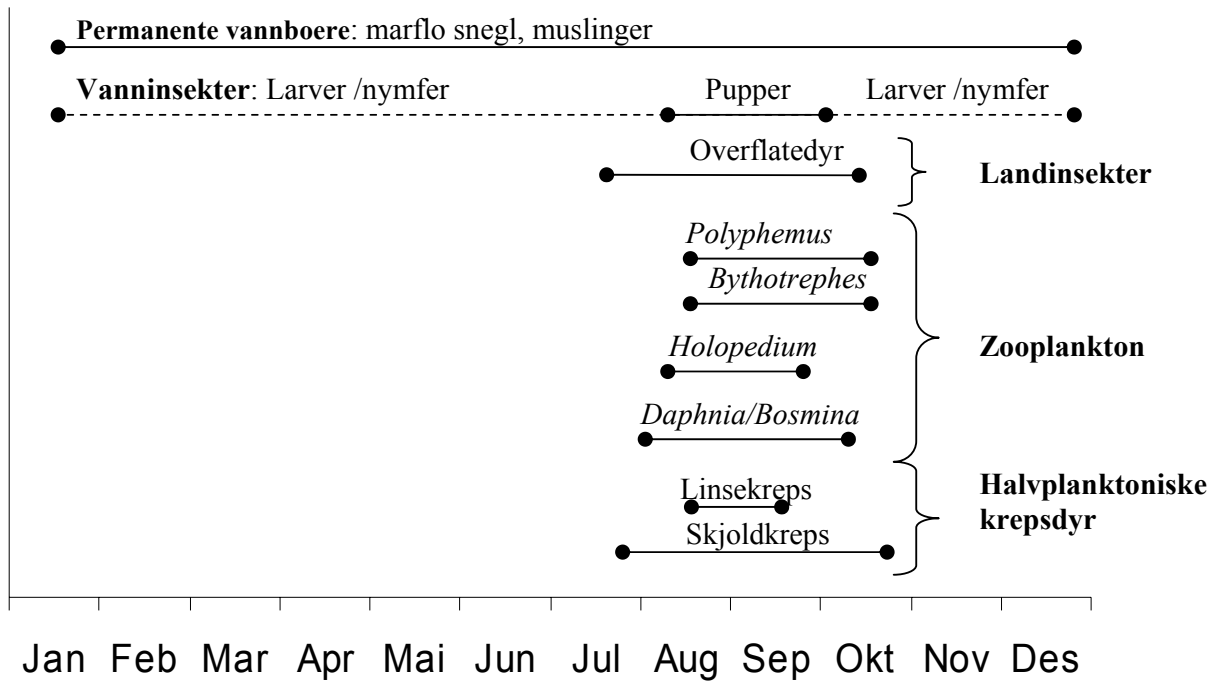 Permanente vannboere: marflo snegl, muslinger
Vanninsekter: Larver /nymfer Pupper Larver /nymfer
Overflatedyr
Landinsekter
Polyphemus
Bythotrephes
Holopedium
Zooplankton
Daphnia/Bosmina
Linsekreps
Halvplanktoniske
krepsdyr
Skjoldkreps
Jan Feb Mar Apr Mai Jun Jul Aug Sep Okt Nov Des